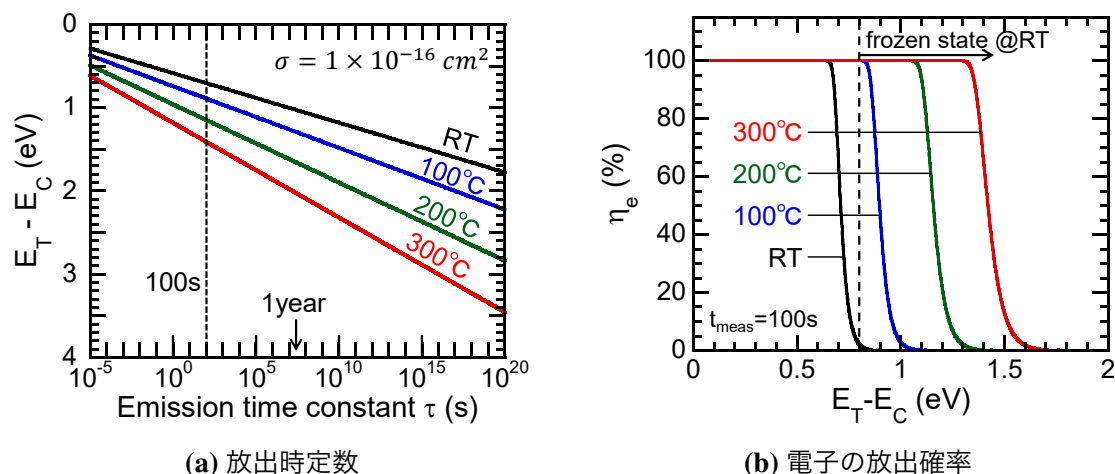 0
1
2
3
4
E_T - E_C (eV)
σ = 1 × 10^{-16} cm^2
RT
100℃
200℃
300℃
100s
1year
10^{-5} 10^0 10^5 10^{10} 10^{15} 10^{20}
Emission time constant τ (s)
(a) 放出時定数
frozen state @RT
100
80
60
40
20
0
η_e (%)
300℃
200℃
100℃
RT
t_{meas}=100s
0 0.5 1 1.5 2
E_T-E_C (eV)
(b) 電子の放出確率